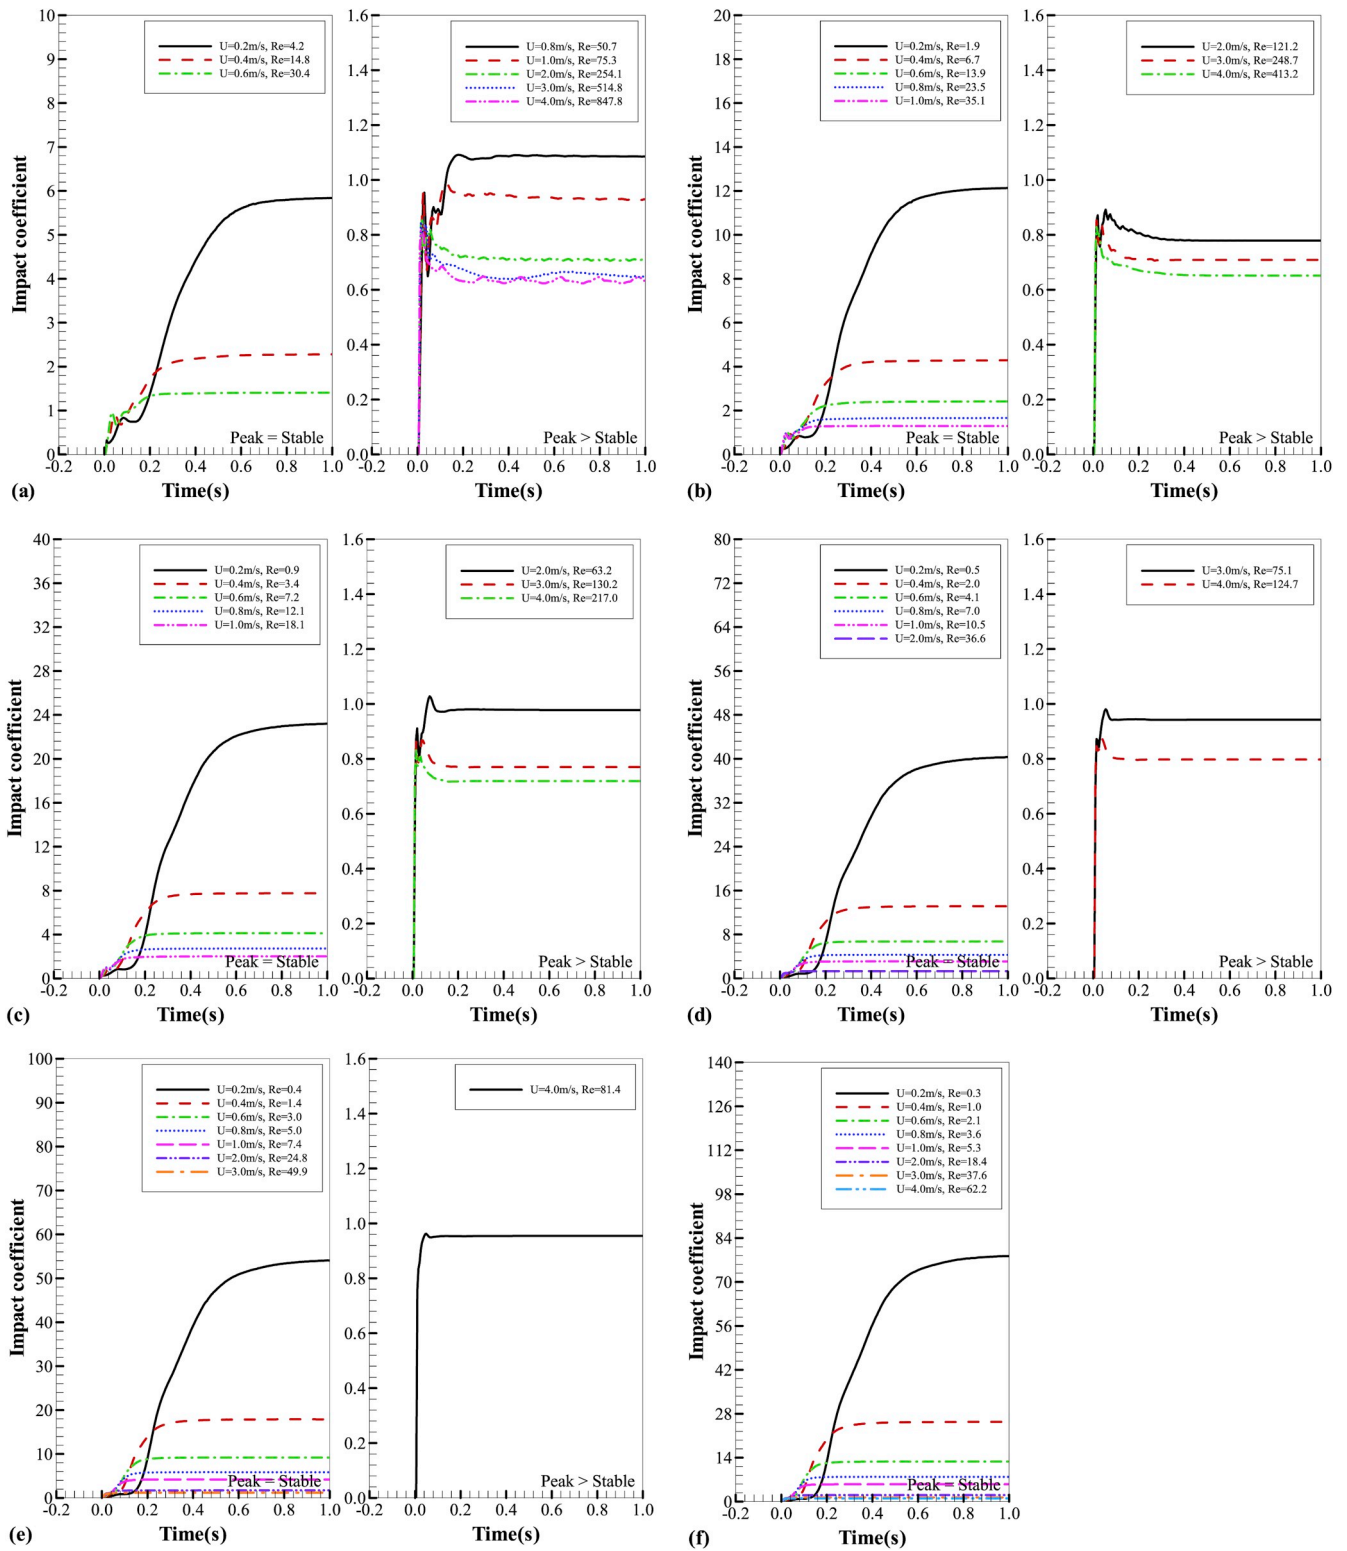 10
9
8
7
6
5
4
3
2
1
0
Impact coefficient
U=0.2m/s, Re=4.2
U=0.4m/s, Re=14.8
U=0.6m/s, Re=30.4
Peak = Stable
-0.2 0.0 0.2 0.4 0.6 0.8 1.0
Time(s)
(a)
1.6
1.4
1.2
1.0
0.8
0.6
0.4
0.2
0.0
U=0.8m/s, Re=50.7
U=1.0m/s, Re=75.3
U=2.0m/s, Re=254.1
U=3.0m/s, Re=514.8
U=4.0m/s, Re=847.8
Peak > Stable
-0.2 0.0 0.2 0.4 0.6 0.8 1.0
Time(s)
20
18
16
14
12
10
8
6
4
2
0
Impact coefficient
U=0.2m/s, Re=1.9
U=0.4m/s, Re=6.7
U=0.6m/s, Re=13.9
U=0.8m/s, Re=23.5
U=1.0m/s, Re=35.1
Peak = Stable
-0.2 0.0 0.2 0.4 0.6 0.8 1.0
Time(s)
(b)
1.6
1.4
1.2
1.0
0.8
0.6
0.4
0.2
0.0
U=2.0m/s, Re=121.2
U=3.0m/s, Re=248.7
U=4.0m/s, Re=413.2
Peak > Stable
-0.2 0.0 0.2 0.4 0.6 0.8 1.0
Time(s)
40
36
32
28
24
20
16
12
8
4
0
Impact coefficient
U=0.2m/s, Re=0.9
U=0.4m/s, Re=3.4
U=0.6m/s, Re=7.2
U=0.8m/s, Re=12.1
U=1.0m/s, Re=18.1
Peak = Stable
-0.2 0.0 0.2 0.4 0.6 0.8 1.0
Time(s)
(c)
1.6
1.4
1.2
1.0
0.8
0.6
0.4
0.2
0.0
U=2.0m/s, Re=63.2
U=3.0m/s, Re=130.2
U=4.0m/s, Re=217.0
Peak > Stable
-0.2 0.0 0.2 0.4 0.6 0.8 1.0
Time(s)
80
72
64
56
48
40
32
24
16
8
0
Impact coefficient
U=0.2m/s, Re=0.5
U=0.4m/s, Re=2.0
U=0.6m/s, Re=4.1
U=0.8m/s, Re=7.0
U=1.0m/s, Re=10.5
U=2.0m/s, Re=36.6
Peak = Stable
-0.2 0.0 0.2 0.4 0.6 0.8 1.0
Time(s)
(d)
1.6
1.4
1.2
1.0
0.8
0.6
0.4
0.2
0.0
U=3.0m/s, Re=75.1
U=4.0m/s, Re=124.7
Peak > Stable
-0.2 0.0 0.2 0.4 0.6 0.8 1.0
Time(s)
100
90
80
70
60
50
40
30
20
10
0
Impact coefficient
U=0.2m/s, Re=0.4
U=0.4m/s, Re=1.4
U=0.6m/s, Re=3.0
U=0.8m/s, Re=5.0
U=1.0m/s, Re=7.4
U=2.0m/s, Re=24.8
U=3.0m/s, Re=49.9
Peak = Stable
-0.2 0.0 0.2 0.4 0.6 0.8 1.0
Time(s)
(e)
1.6
1.4
1.2
1.0
0.8
0.6
0.4
0.2
0.0
U=4.0m/s, Re=81.4
Peak > Stable
-0.2 0.0 0.2 0.4 0.6 0.8 1.0
Time(s)
140
126
112
98
84
70
56
42
28
14
0
Impact coefficient
U=0.2m/s, Re=0.3
U=0.4m/s, Re=1.0
U=0.6m/s, Re=2.1
U=0.8m/s, Re=3.6
U=1.0m/s, Re=5.3
U=2.0m/s, Re=18.4
U=3.0m/s, Re=37.6
U=4.0m/s, Re=62.2
Peak = Stable
-0.2 0.0 0.2 0.4 0.6 0.8 1.0
Time(s)
(f)